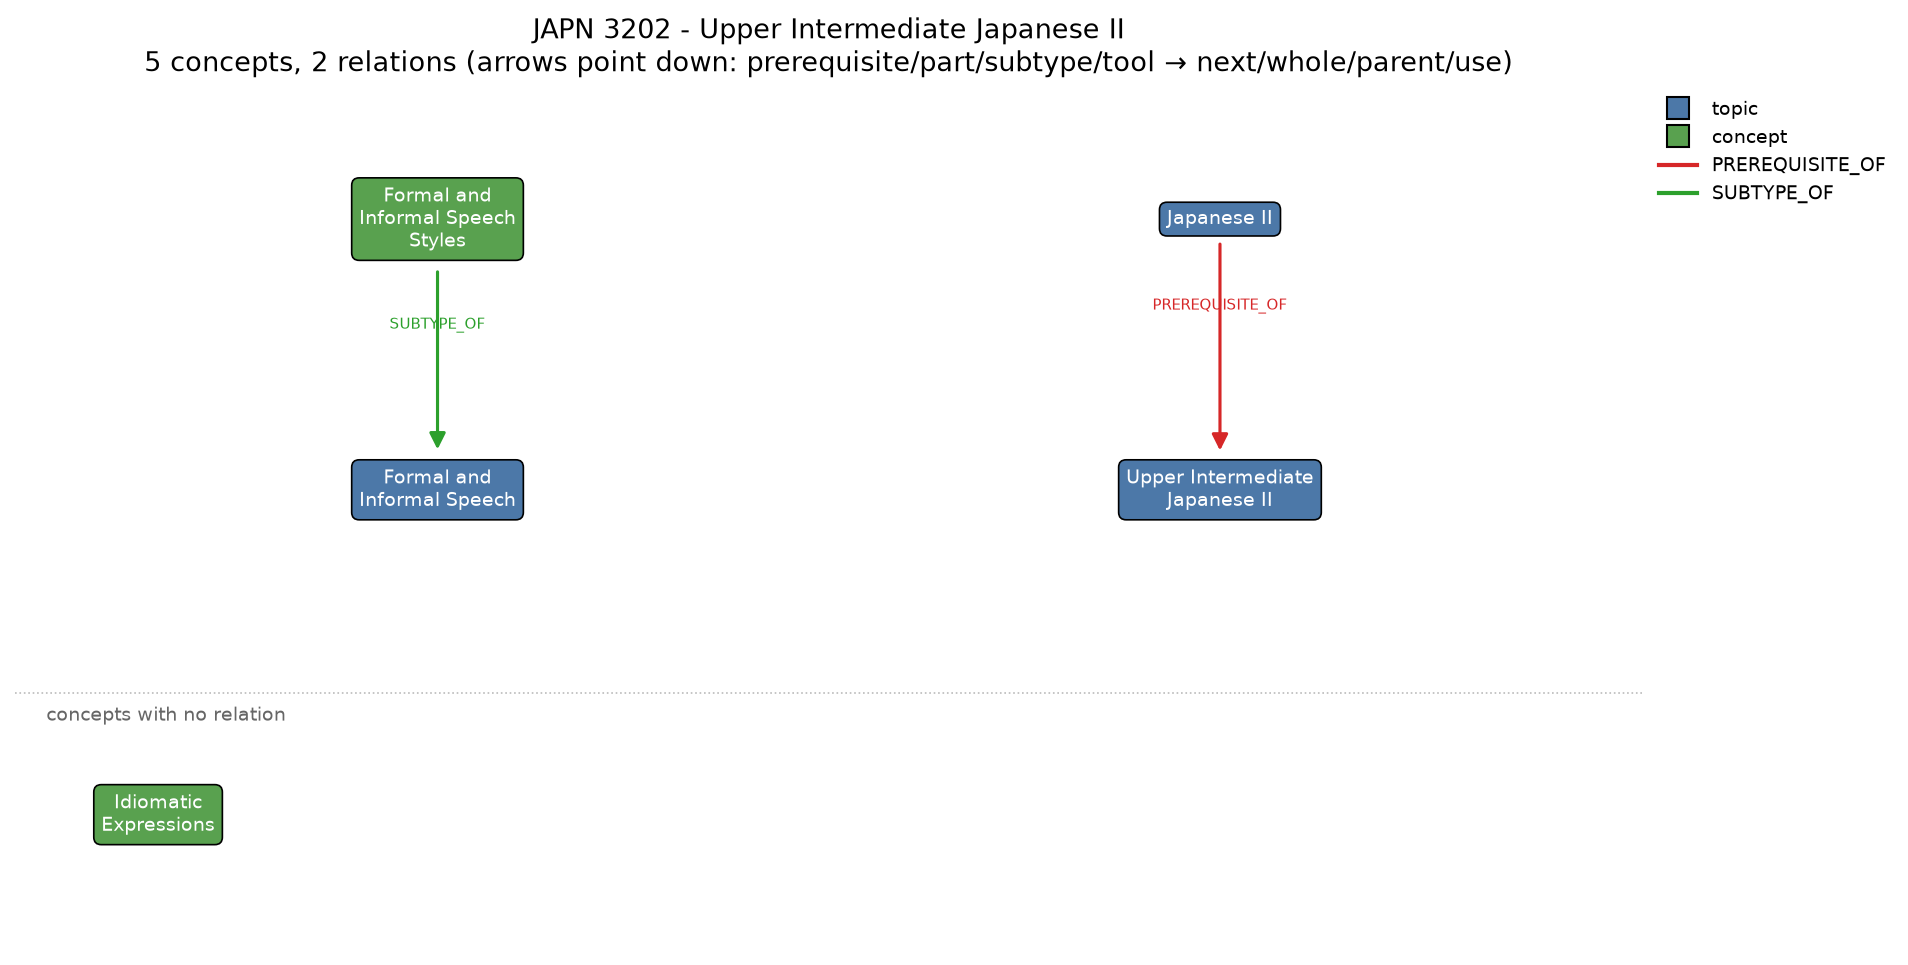 JAPN 3202 - Upper Intermediate Japanese II
5 concepts, 2 relations (arrows point down: prerequisite/part/subtype/tool → next/whole/parent/use)
topic
concept
PREREQUISITE_OF
SUBTYPE_OF
Formal and
Informal Speech
Styles
Japanese II
PREREQUISITE_OF
SUBTYPE_OF
Formal and
Informal Speech
Upper Intermediate
Japanese II
concepts with no relation
Idiomatic
Expressions